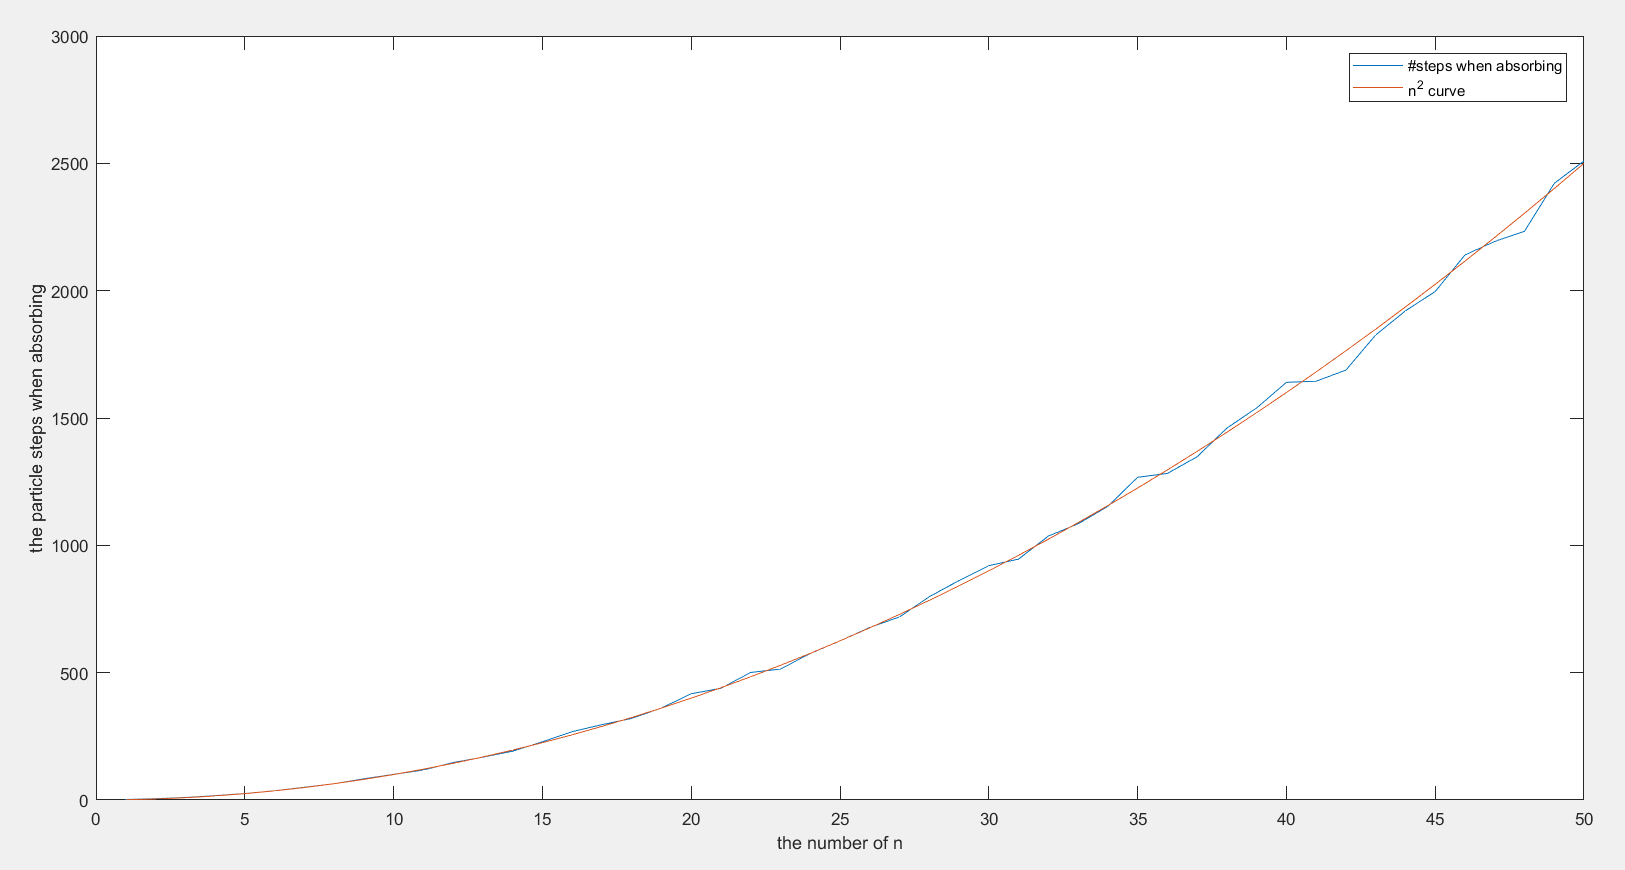 3000
2500
2000
1500
1000
500
0
the particle steps when absorbing
#steps when absorbing
n² curve
0 5 10 15 20 25 30 35 40 45 50
the number of n